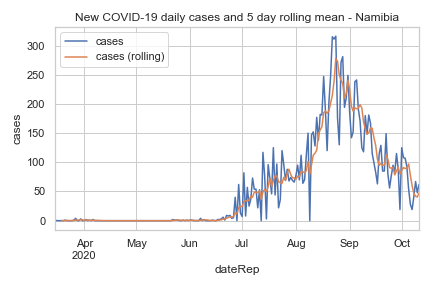 New COVID-19 daily cases and 5 day rolling mean - Namibia
cases
cases (rolling)
300
250
200
150
100
50
0
cases
Apr
2020
May
Jun
Jul
Aug
Sep
Oct
dateRep